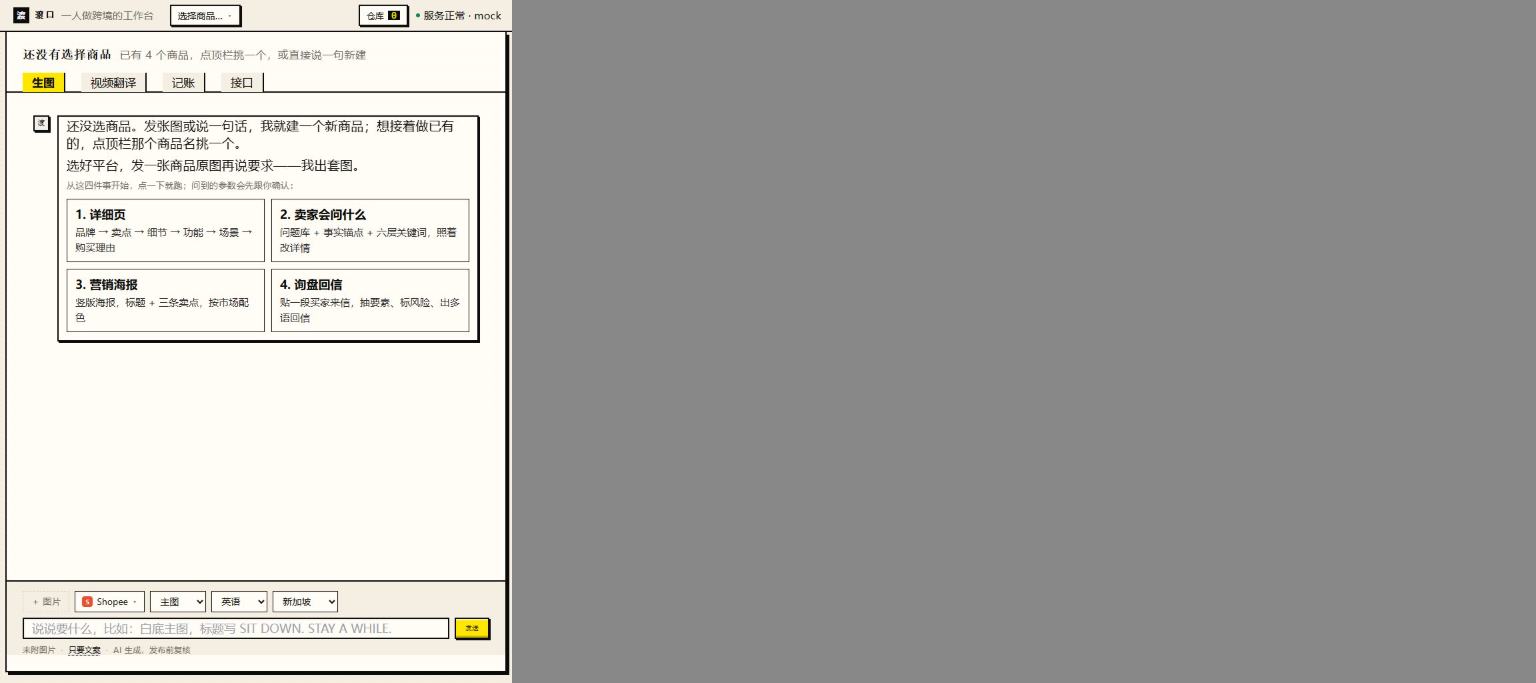 渡 渡口 一人做跨境的工作台 选择商品... 仓库 0 服务正常 · mock
还没有选择商品 已有 4 个商品，点顶栏挑一个，或直接说一句新建
生图 视频翻译 记账 接口
渡
还没选商品。发张图或说一句话，我就建一个新商品；想接着做已有
的，点顶栏那个商品名挑一个。
选好平台，发一张商品原图再说要求——我出套图。
从这四件事开始，点一下就跑；问到的参数会先跟你确认：
1. 详细页
品牌 → 卖点 → 细节 → 功能 → 场景 →
购买理由
2. 卖家会问什么
问题库 + 事实锚点 + 六层关键词，照着
改详情
3. 营销海报
竖版海报，标题 + 三条卖点，按市场配
色
4. 询盘回信
贴一段买家来信，抽要素、标风险、出多
语回信
+ 图片 S Shopee 主图 英语 新加坡
说说要什么，比如：白底主图，标题写 SIT DOWN. STAY A WHILE.
发送
未附图片 · 只要文案 · AI 生成，发布前复核